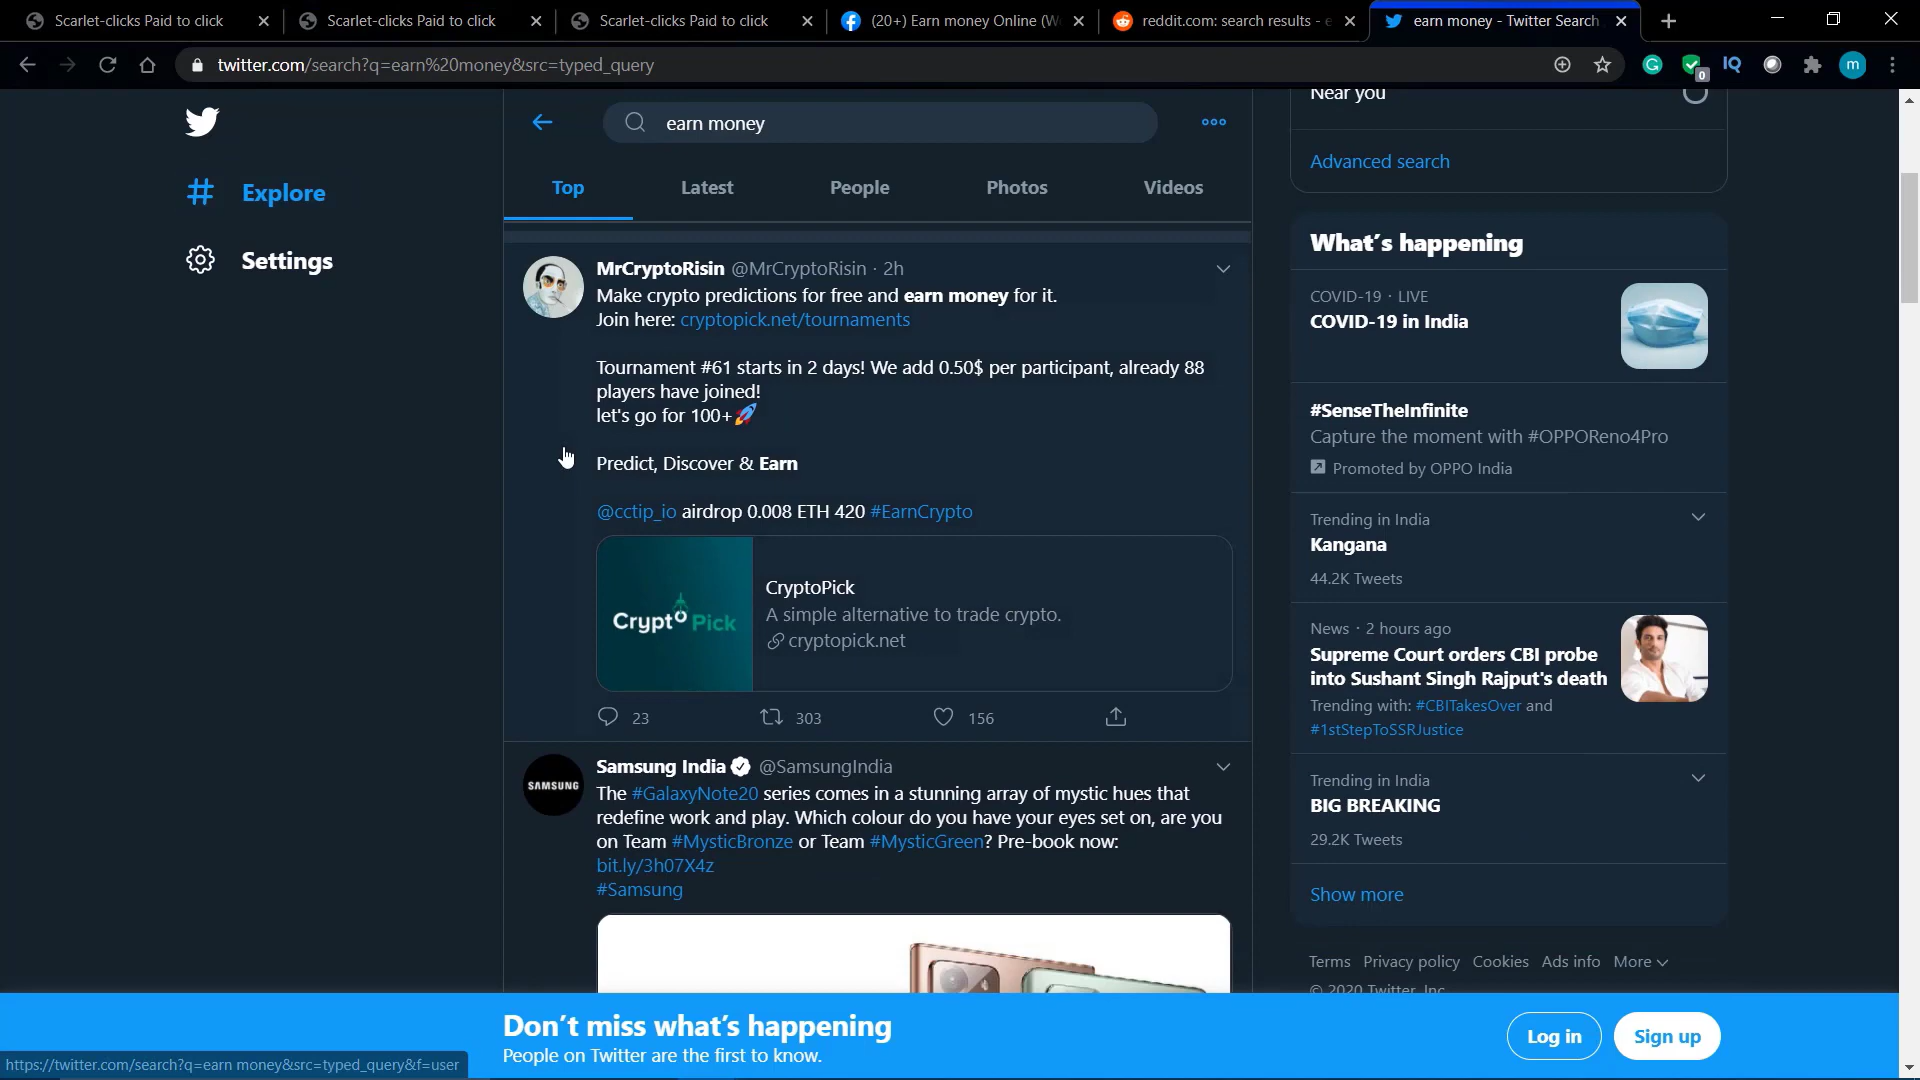 Scarlet-clicks Paid to click
Scarlet-clicks Paid to click
Scarlet-clicks Paid to click
(20+) Earn money Online (W
reddit.com: search results - e
earn money - Twitter Search
twitter.com/search?q=earn%20money&src=typed_query
0
IQ
m
earn money
Near you
Advanced search
Explore
Settings
Top
Latest
People
Photos
Videos
MrCryptoRisin @MrCryptoRisin · 2h
Make crypto predictions for free and earn money for it.
Join here: cryptopick.net/tournaments
Tournament #61 starts in 2 days! We add 0.50$ per participant, already 88
players have joined!
let's go for 100+🚀
Predict, Discover & Earn
@cctip_io airdrop 0.008 ETH 420 #EarnCrypto
Crypto Pick
CryptoPick
A simple alternative to trade crypto.
cryptopick.net
23
303
156
SAMSUNG
Samsung India @SamsungIndia
The #GalaxyNote20 series comes in a stunning array of mystic hues that
redefine work and play. Which colour do you have your eyes set on, are you
on Team #MysticBronze or Team #MysticGreen? Pre-book now:
bit.ly/3h07X4z
#Samsung
What's happening
COVID-19 · LIVE
COVID-19 in India
#SenseTheInfinite
Capture the moment with #OPPOReno4Pro
Promoted by OPPO India
Trending in India
Kangana
44.2K Tweets
News · 2 hours ago
Supreme Court orders CBI probe
into Sushant Singh Rajput's death
Trending with: #CBITakesOver and
#1stStepToSSRJustice
Trending in India
BIG BREAKING
29.2K Tweets
Show more
Terms Privacy policy Cookies Ads info More
© 2020 Twitter, Inc.
Don't miss what's happening
People on Twitter are the first to know.
Log in
Sign up
https://twitter.com/search?q=earn money&src=typed_query&f=user